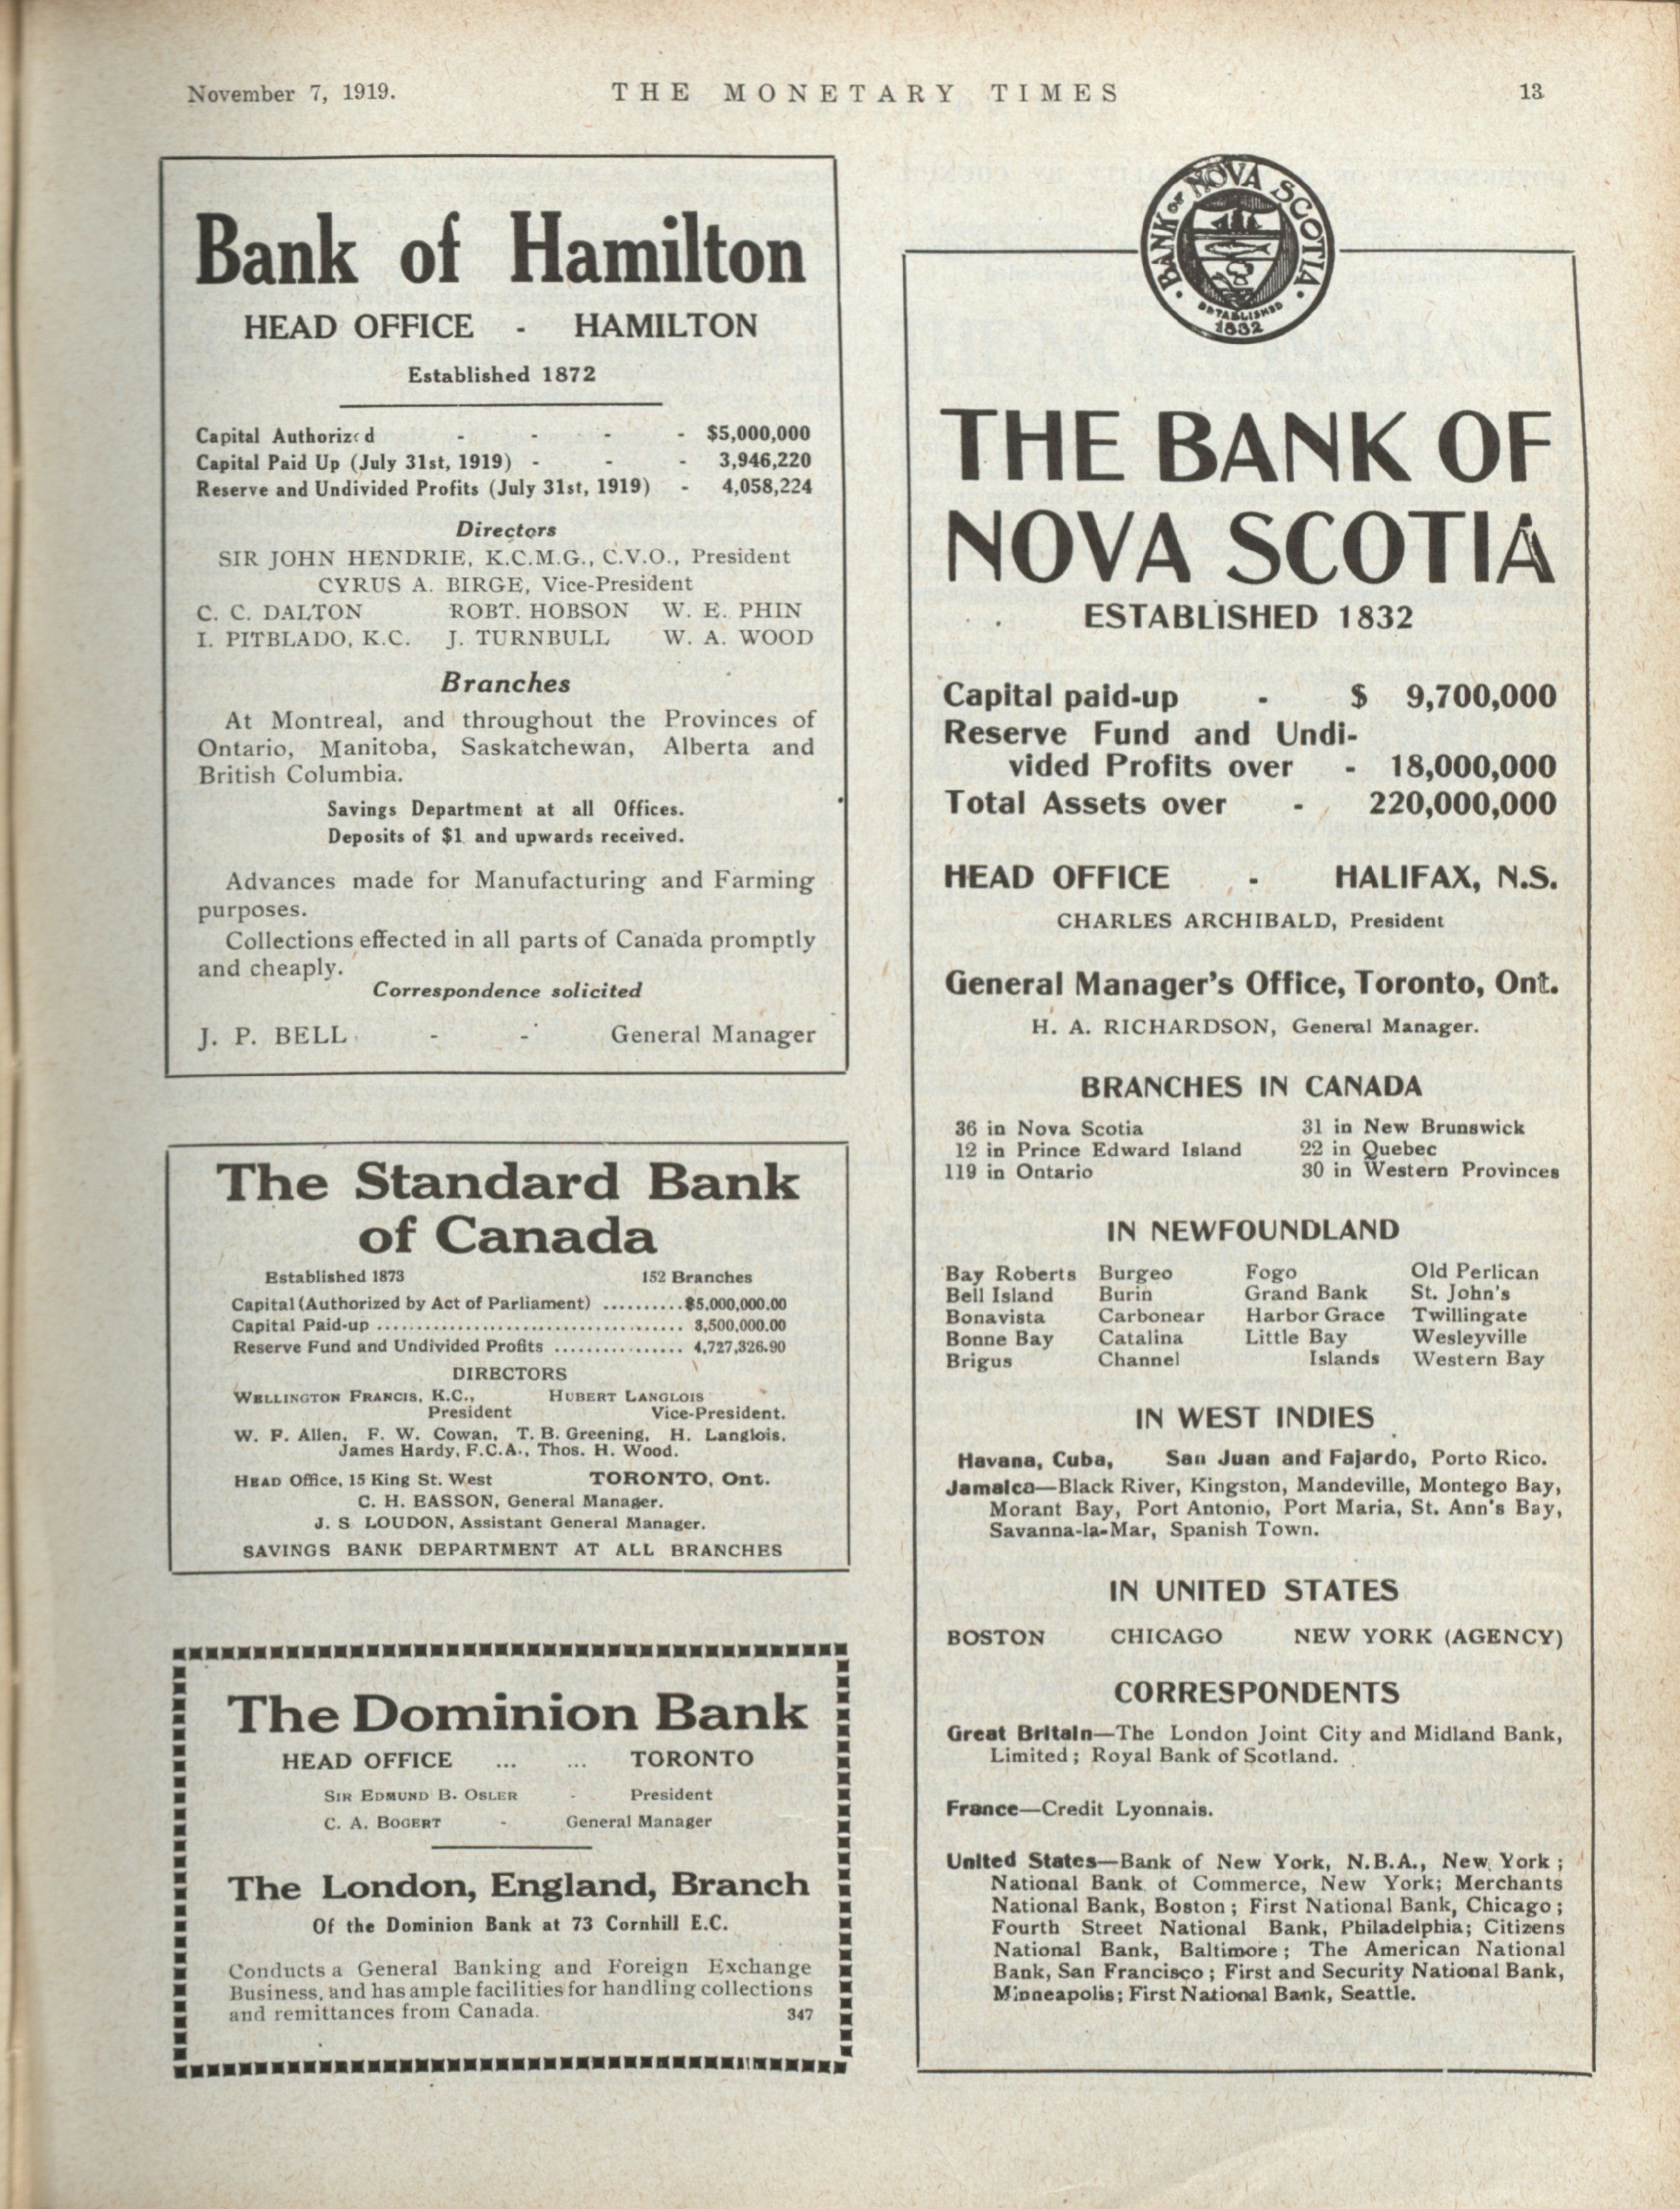 November 7, 1919.
THE MONETARY TIMES
13
Bank of Hamilton
HEAD OFFICE - HAMILTON
Established 1872
Capital Authorized - - - - $5,000,000
Capital Paid Up (July 31st, 1919) - - - 3,946,220
Reserve and Undivided Profits (July 31st, 1919) - 4,058,224
Directors
SIR JOHN HENDRIE, K.C.M.G., C.V.O., President
CYRUS A. BIRGE, Vice-President
C. C. DALTON ROBT. HOBSON W. E. PHIN
I. PITBLADO, K.C. J. TURNBULL W. A. WOOD
Branches
At Montreal, and throughout the Provinces of
Ontario, Manitoba, Saskatchewan, Alberta and
British Columbia.
Savings Department at all Offices.
Deposits of $1 and upwards received.
Advances made for Manufacturing and Farming
purposes.
Collections effected in all parts of Canada promptly
and cheaply.
Correspondence solicited
J. P. BELL - - General Manager
The Standard Bank
of Canada
Established 1873 152 Branches
Capital (Authorized by Act of Parliament) ..........$5,000,000.00
Capital Paid-up ...................................... 3,500,000.00
Reserve Fund and Undivided Profits ................ 4,727,326.90
DIRECTORS
WELLINGTON FRANCIS, K.C., HUBERT LANGLOIS
President Vice-President.
W. F. Allen, F. W. Cowan, T. B. Greening, H. Langlois,
James Hardy, F.C.A., Thos. H. Wood.
HEAD Office, 15 King St. West TORONTO, Ont.
C. H. EASSON, General Manager.
J. S LOUDON, Assistant General Manager.
SAVINGS BANK DEPARTMENT AT ALL BRANCHES
The Dominion Bank
HEAD OFFICE ... ... TORONTO
SIR EDMUND B. OSLER - President
C. A. BOGERT - General Manager
The London, England, Branch
Of the Dominion Bank at 73 Cornhill E.C.
Conducts a General Banking and Foreign Exchange
Business, and has ample facilities for handling collections
and remittances from Canada. 347
BANK OF NOVA SCOTIA
ESTABLISHED
1832
THE BANK OF
NOVA SCOTIA
ESTABLISHED 1832
Capital paid-up - $ 9,700,000
Reserve Fund and Undi-
vided Profits over - 18,000,000
Total Assets over - 220,000,000
HEAD OFFICE - HALIFAX, N.S.
CHARLES ARCHIBALD, President
General Manager's Office, Toronto, Ont.
H. A. RICHARDSON, General Manager.
BRANCHES IN CANADA
36 in Nova Scotia 31 in New Brunswick
12 in Prince Edward Island 22 in Quebec
119 in Ontario 30 in Western Provinces
IN NEWFOUNDLAND
Bay Roberts Burgeo Fogo Old Perlican
Bell Island Burin Grand Bank St. John's
Bonavista Carbonear Harbor Grace Twillingate
Bonne Bay Catalina Little Bay Wesleyville
Brigus Channel Islands Western Bay
IN WEST INDIES
Havana, Cuba, San Juan and Fajardo, Porto Rico.
Jamaica—Black River, Kingston, Mandeville, Montego Bay,
Morant Bay, Port Antonio, Port Maria, St. Ann's Bay,
Savanna-la-Mar, Spanish Town.
IN UNITED STATES
BOSTON CHICAGO NEW YORK (AGENCY)
CORRESPONDENTS
Great Britain—The London Joint City and Midland Bank,
Limited; Royal Bank of Scotland.
France—Credit Lyonnais.
United States—Bank of New York, N.B.A., New York;
National Bank of Commerce, New York; Merchants
National Bank, Boston; First National Bank, Chicago;
Fourth Street National Bank, Philadelphia; Citizens
National Bank, Baltimore; The American National
Bank, San Francisco; First and Security National Bank,
Minneapolis; First National Bank, Seattle.